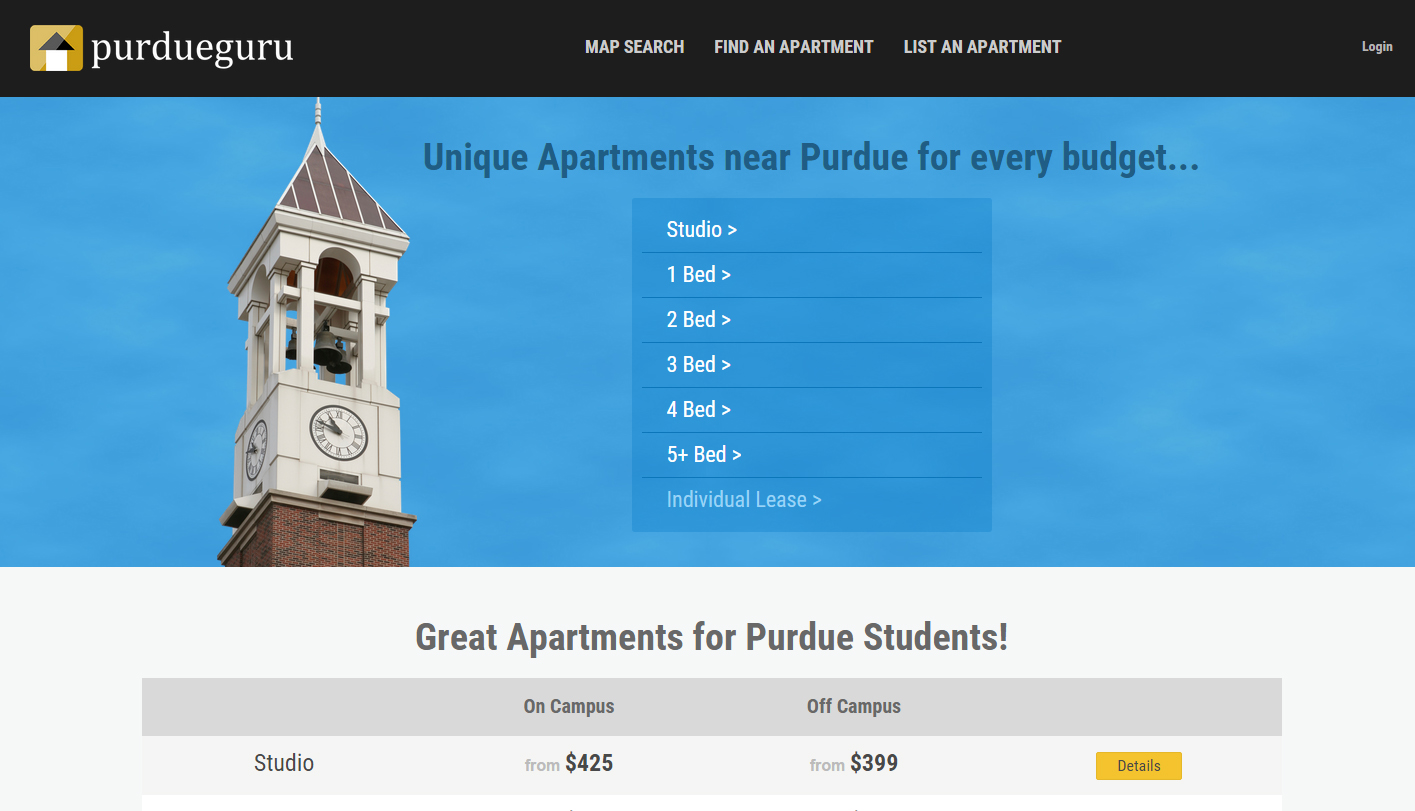 purdueguru
MAP SEARCH FIND AN APARTMENT LIST AN APARTMENT
Login
Unique Apartments near Purdue for every budget...
Studio >
1 Bed >
2 Bed >
3 Bed >
4 Bed >
5+ Bed >
Individual Lease >
Great Apartments for Purdue Students!
On Campus Off Campus
Studio from $425 from $399 Details